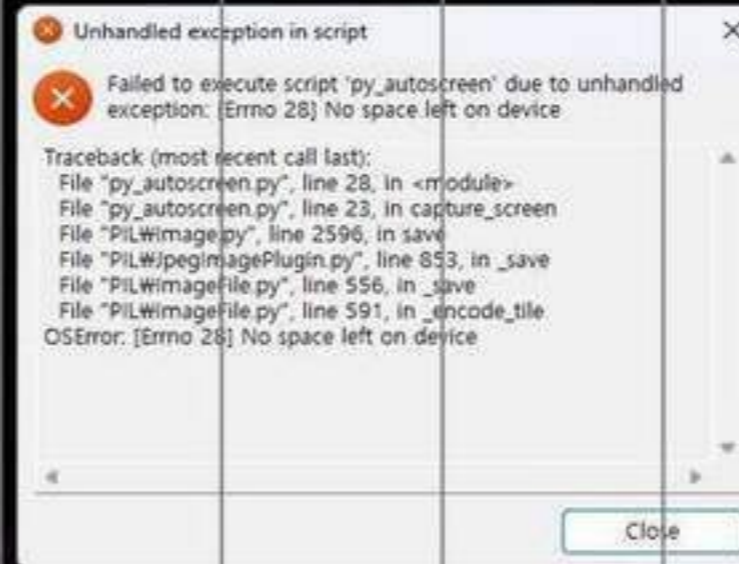 Unhandled exception in script
Failed to execute script 'py_autoscreen' due to unhandled
exception: [Errno 28] No space left on device
Traceback (most recent call last):
File "py_autoscreen.py", line 28, in <module>
File "py_autoscreen.py", line 23, in capture_screen
File "PIL₩Image.py", line 2596, in save
File "PIL₩JpegImagePlugin.py", line 853, in _save
File "PIL₩ImageFile.py", line 556, in _save
File "PIL₩ImageFile.py", line 591, in _encode_tile
OSError: [Errno 28] No space left on device
Close